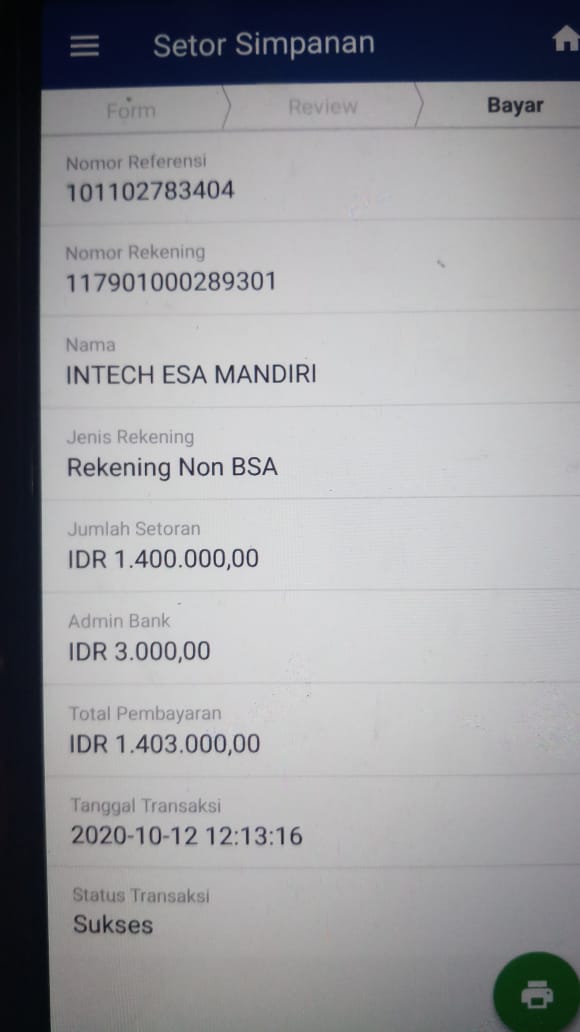 Setor Simpanan
Form
Review
Bayar
Nomor Referensi
101102783404
Nomor Rekening
117901000289301
Nama
INTECH ESA MANDIRI
Jenis Rekening
Rekening Non BSA
Jumlah Setoran
IDR 1.400.000,00
Admin Bank
IDR 3.000,00
Total Pembayaran
IDR 1.403.000,00
Tanggal Transaksi
2020-10-12 12:13:16
Status Transaksi
Sukses